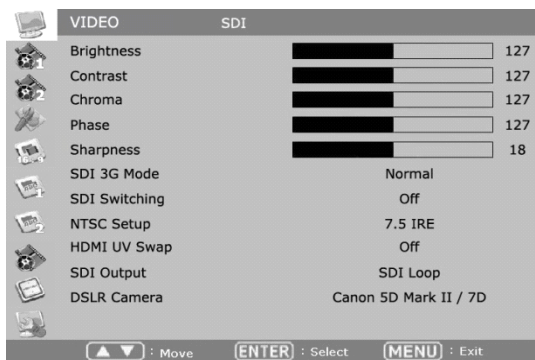 VIDEO SDI
Brightness 127
Contrast 127
Chroma 127
Phase 127
Sharpness 18
SDI 3G Mode Normal
SDI Switching Off
NTSC Setup 7.5 IRE
HDMI UV Swap Off
SDI Output SDI Loop
DSLR Camera Canon 5D Mark II / 7D
▲ ▼ : Move ENTER : Select MENU : Exit